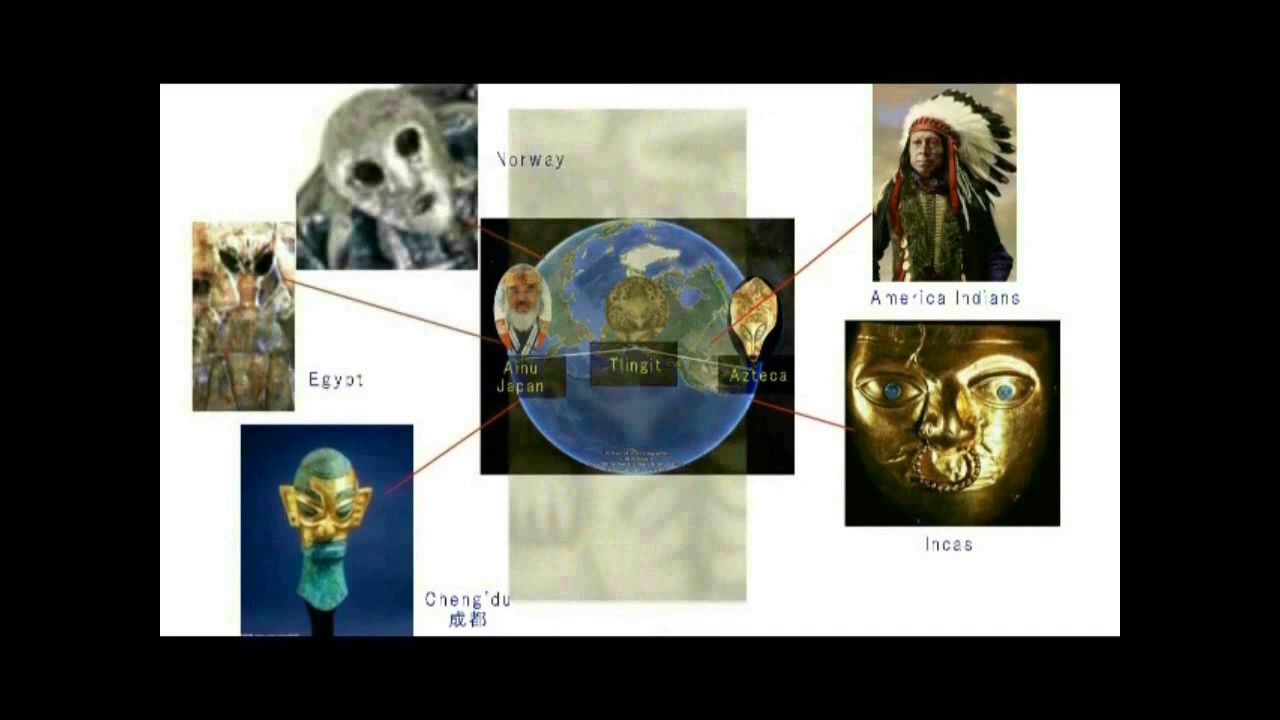 Norway
America Indians
Egypt
Ainu
Japan
Tlingit
Azteca
Incas
Cheng'du
成都